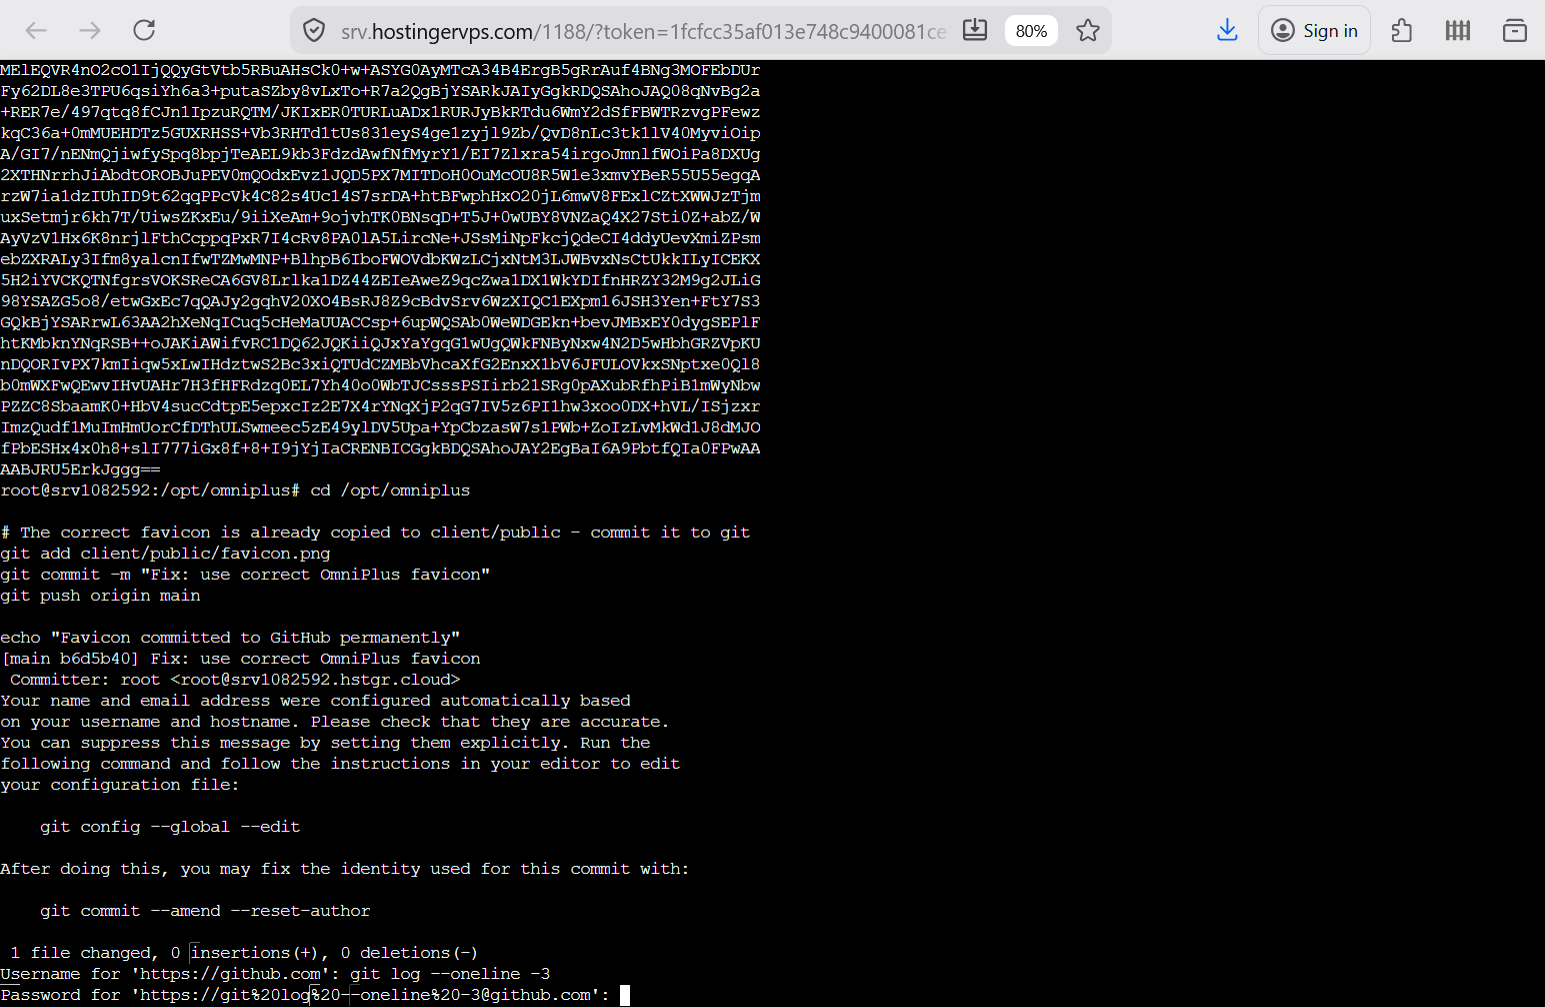 srv.hostingervps.com/1188/?token=1fcfcc35af013e748c9400081ce
80%
Sign in
MElEQVR4nO2cO1IjQQyGtVtb5RBuAHsCk0+w+ASYG0AyMTcA34B4ErgB5gRrAuf4BNg3MOFEbDUr
Fy62DL8e3TPU6qsiYh6a3+putaSZby8vLxTo+R7a2QgBjYSARkJAIyGgkRDQSAhoJAQ08qNvBg2a
+RER7e/497qtq8fCJn1IpzuRQTM/JKIxER0TURLuADx1RURJyBkRTdu6WmY2dSfFBWTRzvgPFewz
kqC36a+0mMUEHDTz5GUXRHSS+Vb3RHTd1tUs831eyS4ge1zyjl9Zb/QvD8nLc3tk1lV40MyviOip
A/GI7/nENmQjiwfySpq8bpjTeAEL9kb3FdzdAwfNfMyrY1/EI7Zlxra54irgoJmnlfWOiPa8DXUg
2XTHNrrhJiAbdtOROBJuPEV0mQOdxEvz1JQD5PX7MITDoH0OuMcOU8R5W1e3xmvYBeR55U55egqA
rzW7ia1dzIUhID9t62qqPPcVk4C82s4Uc14S7srDA+htBFwphHxO20jL6mwV8FExlCZtXWWJzTjm
uxSetmjr6kh7T/UiwsZKxEu/9iiXeAm+9ojvhTK0BNsqD+T5J+0wUBY8VNZaQ4X27Sti0Z+abZ/W
AyVzV1Hx6K8nrjlFthCcppqPxR7I4cRv8PA0lA5LircNe+JSsMiNpFkcjQdeCI4ddyUevXmiZPsm
ebZXRALy3Ifm8yalcnIfwTZMwMNP+BlhpB6IboFWOVdbKWzLCjxNtM3LJWBvxNsCtUkkILyICEKX
5H2iYVCKQTNfgrsVOKSReCA6GV8Lrlka1DZ44ZEIeAweZ9qcZwa1DX1WkYDIfnHRZY32M9g2JLiG
98YSAZG5o8/etwGxEc7qQAJy2gqhV20XO4BsRJ8Z9cBdvSrv6WzXIQC1EXpm16JSH3Yen+FtY7S3
GQkBjYSARrwL63AA2hXeNqICuq5cHeMaUUACCsp+6upWQSAb0WeWDGEkn+bevJMBxEY0dygSEPlF
htKMbknYNqRSB++oJAKiAWifvRC1DQ62JQKiiQJxYaYgqG1wUgQWkFNByNxw4N2D5wHbhGRZVpKU
nDQORIvPX7kmIiqw5xLwIHdztwS2Bc3xiQTUdCZMBbVhcaXfG2EnxX1bV6JFULOVkxSNptxe0Ql8
b0mWXFwQEwvIHvUAHr7H3fHFRdzq0EL7Yh40o0WbTJCsssPSIirb21SRg0pAXubRfhPiB1mWyNbw
PZZC8SbaamK0+HbV4sucCdtpE5epxcIz2E7X4rYNqXjP2qG7IV5z6PI1hw3xoo0DX+hVL/ISjzxr
ImzQudf1MuImHmUorCfDThULSwmeec5zE49ylDV5Upa+YpCbzasW7s1PWb+ZoIzLvMkWd1J8dMJO
fPbESHx4x0h8+slI777iGx8f+8+I9jYjIaCRENBICGgkBDQSAhoJAY2EgBaI6A9PbtfQIa0FPwAA
AABJRU5ErkJggg==
root@srv1082592:/opt/omniplus# cd /opt/omniplus
# The correct favicon is already copied to client/public - commit it to git
git add client/public/favicon.png
git commit -m "Fix: use correct OmniPlus favicon"
git push origin main
echo "Favicon committed to GitHub permanently"
[main b6d5b40] Fix: use correct OmniPlus favicon
Committer: root <root@srv1082592.hstgr.cloud>
Your name and email address were configured automatically based
on your username and hostname. Please check that they are accurate.
You can suppress this message by setting them explicitly. Run the
following command and follow the instructions in your editor to edit
your configuration file:
git config --global --edit
After doing this, you may fix the identity used for this commit with:
git commit --amend --reset-author
1 file changed, 0 insertions(+), 0 deletions(-)
Username for 'https://github.com': git log --oneline -3
Password for 'https://git%20log%20--oneline%20-3@github.com':